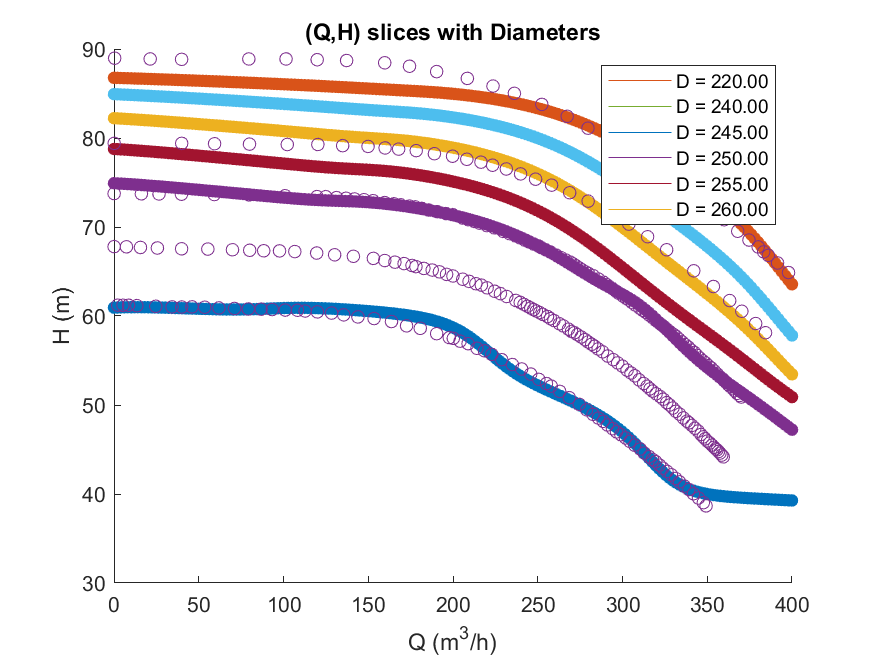 (Q,H) slices with Diameters
D = 220.00
D = 240.00
D = 245.00
D = 250.00
D = 255.00
D = 260.00
90
80
70
60
50
40
30
H (m)
0 50 100 150 200 250 300 350 400
Q (m³/h)